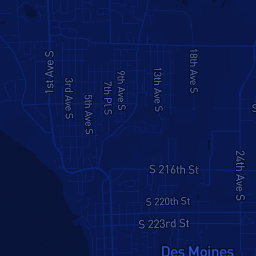 1st Ave S
3rd Ave S
5th Ave S
7th Pl S
9th Ave S
13th Ave S
18th Ave S
S
S 216th St
24th Ave S
S 220th St
S 223rd St
Des Moines